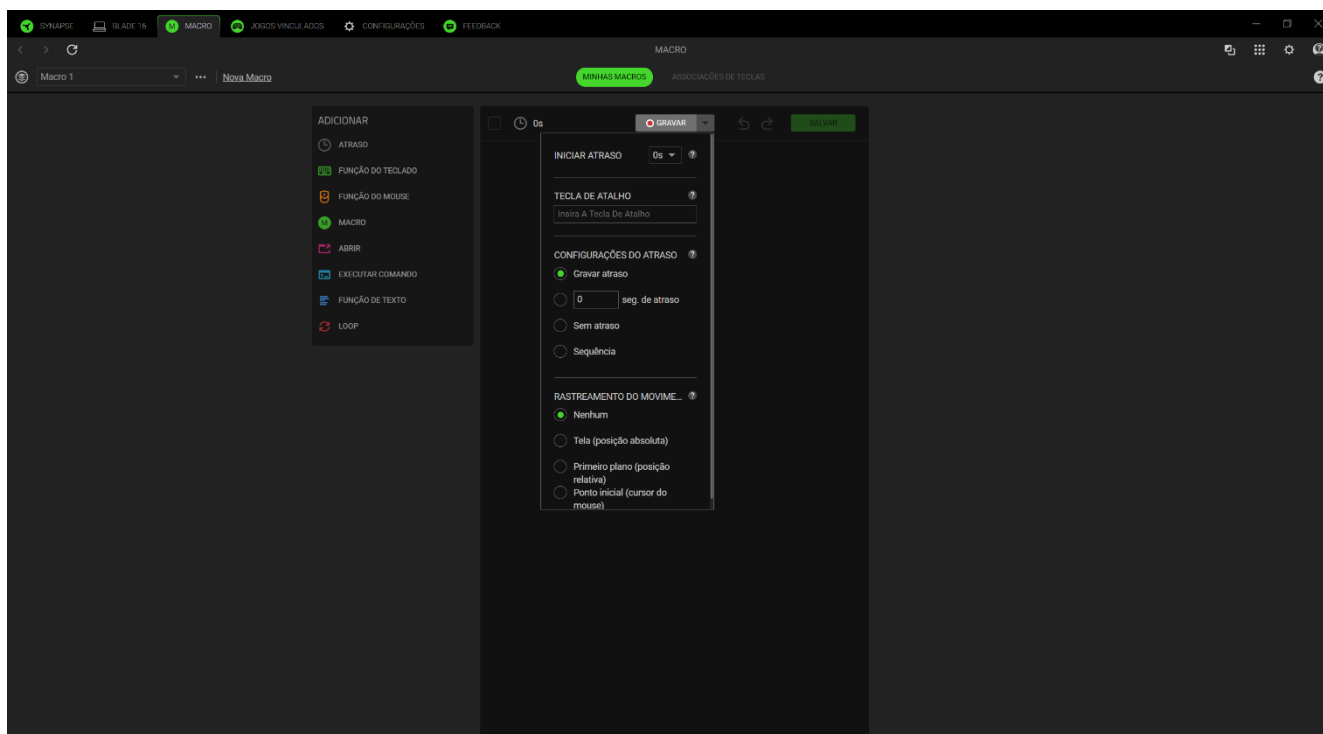 SYNAPSE BLADE 16 MACRO JOGOS VINCULADOS CONFIGURAÇÕES FEEDBACK
MACRO
Macro 1 Nova Macro MINHAS MACROS ASSOCIAÇÕES DE TECLAS
ADICIONAR
ATRASO
FUNÇÃO DO TECLADO
FUNÇÃO DO MOUSE
MACRO
ABRIR
EXECUTAR COMANDO
FUNÇÃO DE TEXTO
LOOP
0s GRAVAR SALVAR
INICIAR ATRASO 0s
TECLA DE ATALHO
Insira A Tecla De Atalho
CONFIGURAÇÕES DO ATRASO
Gravar atraso
0 seg. de atraso
Sem atraso
Sequência
RASTREAMENTO DO MOVIME...
Nenhum
Tela (posição absoluta)
Primeiro plano (posição
relativa)
Ponto inicial (cursor do
mouse)